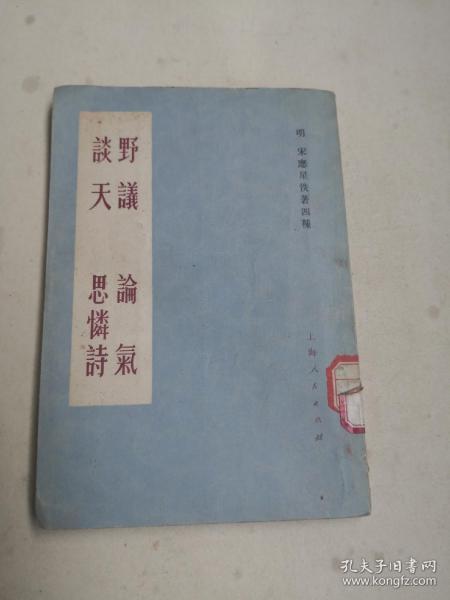 明 宋應星佚著四種
野議 論氣
談天 思憐詩
上海人民出版社
孔夫子旧书网
www.kongfz.com